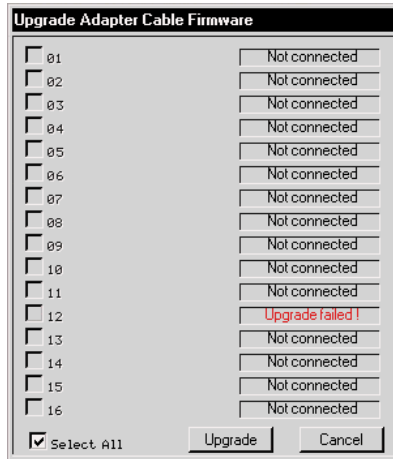 Upgrade Adapter Cable Firmware
01 Not connected
02 Not connected
03 Not connected
04 Not connected
05 Not connected
06 Not connected
07 Not connected
08 Not connected
09 Not connected
10 Not connected
11 Not connected
12 Upgrade failed !
13 Not connected
14 Not connected
15 Not connected
16 Not connected
Select All Upgrade Cancel